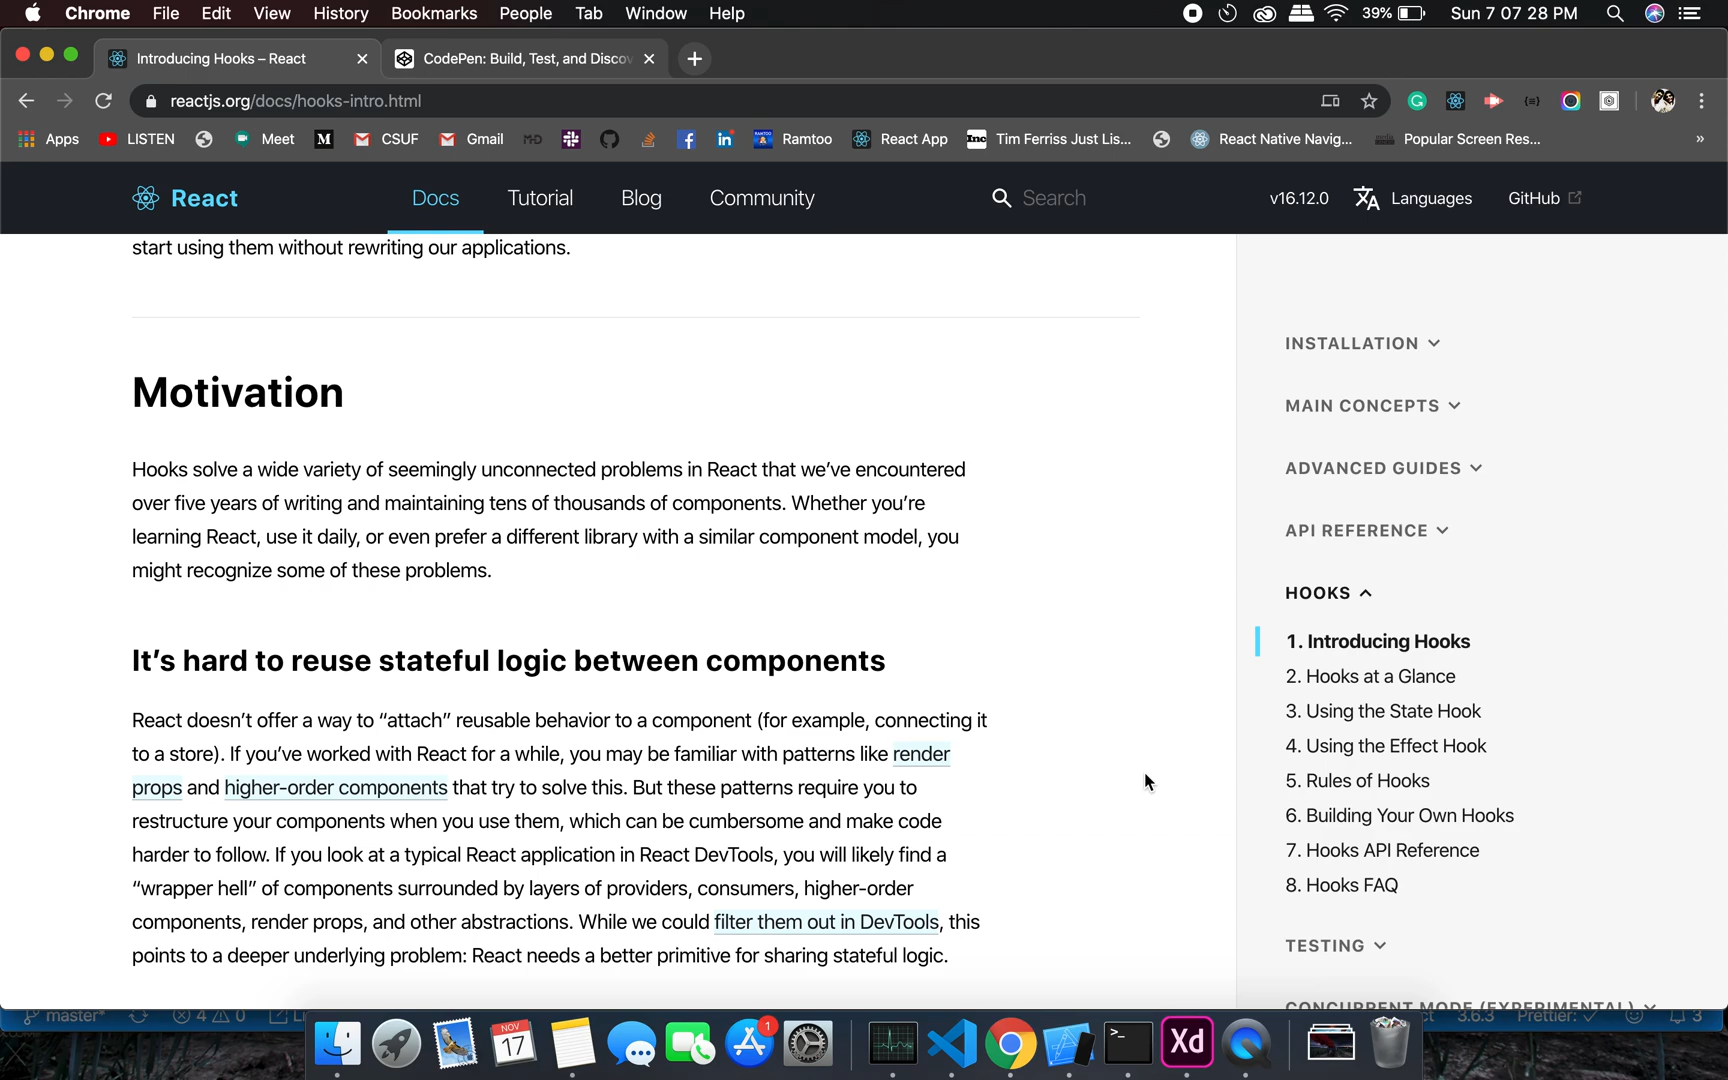 Chrome File Edit View History Bookmarks People Tab Window Help 39% Sun 7 07 28 PM
Introducing Hooks – React CodePen: Build, Test, and Discov
reactjs.org/docs/hooks-intro.html
Apps LISTEN Meet M CSUF Gmail Ramtoo React App Inc Tim Ferriss Just Lis... React Native Navig... Popular Screen Res... »
React Docs Tutorial Blog Community Search v16.12.0 Languages GitHub
start using them without rewriting our applications.
Motivation
Hooks solve a wide variety of seemingly unconnected problems in React that we’ve encountered
over five years of writing and maintaining tens of thousands of components. Whether you’re
learning React, use it daily, or even prefer a different library with a similar component model, you
might recognize some of these problems.
It’s hard to reuse stateful logic between components
React doesn’t offer a way to “attach” reusable behavior to a component (for example, connecting it
to a store). If you’ve worked with React for a while, you may be familiar with patterns like render
props and higher-order components that try to solve this. But these patterns require you to
restructure your components when you use them, which can be cumbersome and make code
harder to follow. If you look at a typical React application in React DevTools, you will likely find a
“wrapper hell” of components surrounded by layers of providers, consumers, higher-order
components, render props, and other abstractions. While we could filter them out in DevTools, this
points to a deeper underlying problem: React needs a better primitive for sharing stateful logic.
INSTALLATION
MAIN CONCEPTS
ADVANCED GUIDES
API REFERENCE
HOOKS
1. Introducing Hooks
2. Hooks at a Glance
3. Using the State Hook
4. Using the Effect Hook
5. Rules of Hooks
6. Building Your Own Hooks
7. Hooks API Reference
8. Hooks FAQ
TESTING
CONCURRENT MODE (EXPERIMENTAL)
master* 4 0 Li 3.6.3 Prettier: ✓ 3
NOV
17
1
Xd